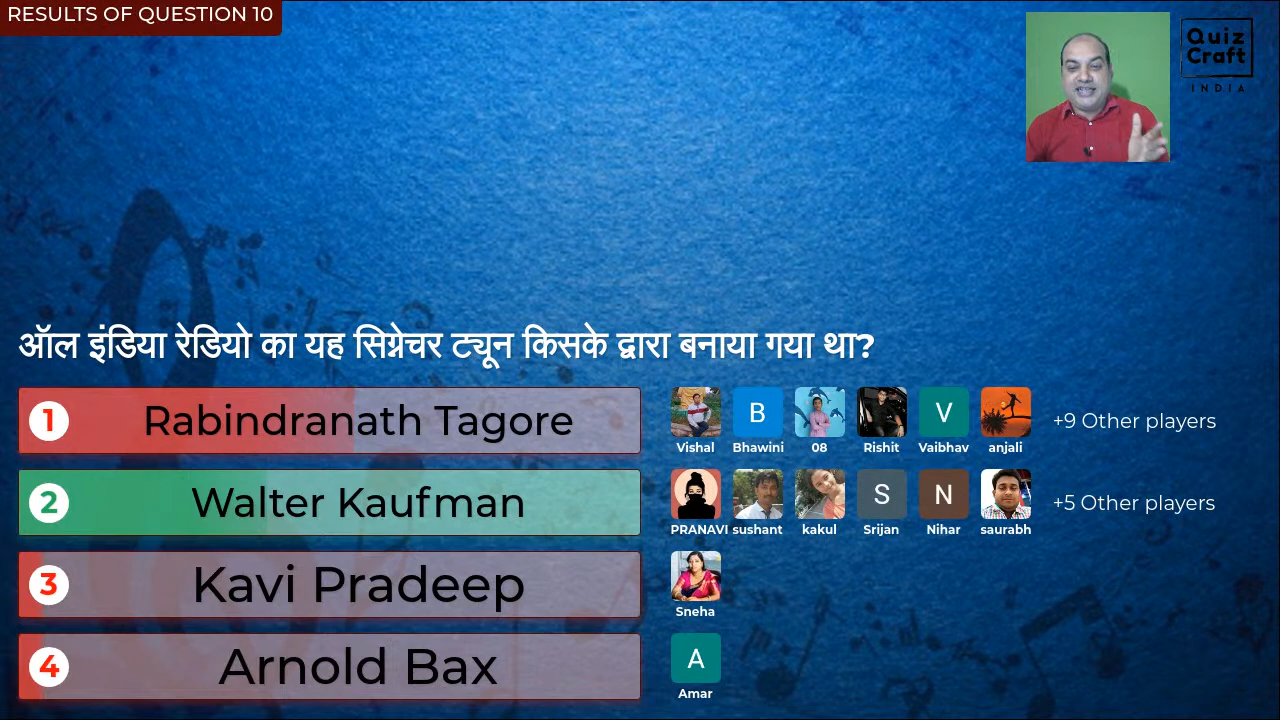 RESULTS OF QUESTION 10
Quiz
Craft
INDIA
ऑल इंडिया रेडियो का यह सिग्नेचर ट्यून किसके द्वारा बनाया गया था?
1 Rabindranath Tagore
B V
Vishal Bhawini 08 Rishit Vaibhav anjali
+9 Other players
2 Walter Kaufman
S N
PRANAVI sushant kakul Srijan Nihar saurabh
+5 Other players
3 Kavi Pradeep
Sneha
4 Arnold Bax
A
Amar